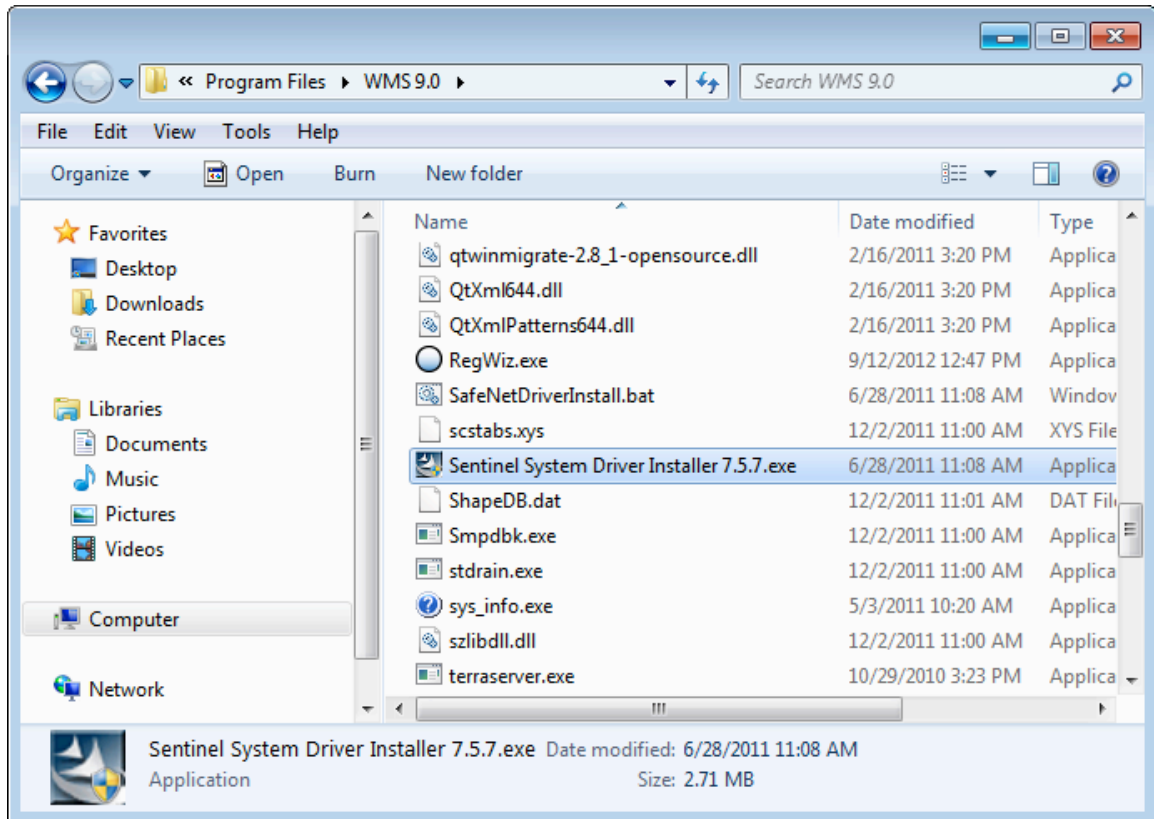 « Program Files ▸ WMS 9.0 ▸ Search WMS 9.0
File Edit View Tools Help
Organize Open Burn New folder
Favorites
Desktop
Downloads
Recent Places
Libraries
Documents
Music
Pictures
Videos
Computer
Network
Name Date modified Type
qtwinmigrate-2.8_1-opensource.dll 2/16/2011 3:20 PM Applica
QtXml644.dll 2/16/2011 3:20 PM Applica
QtXmlPatterns644.dll 2/16/2011 3:20 PM Applica
RegWiz.exe 9/12/2012 12:47 PM Applica
SafeNetDriverInstall.bat 6/28/2011 11:08 AM Window
scstabs.xys 12/2/2011 11:00 AM XYS File
Sentinel System Driver Installer 7.5.7.exe 6/28/2011 11:08 AM Applica
ShapeDB.dat 12/2/2011 11:01 AM DAT Fil
Smpdbk.exe 12/2/2011 11:00 AM Applica
stdrain.exe 12/2/2011 11:00 AM Applica
sys_info.exe 5/3/2011 10:20 AM Applica
szlibdll.dll 12/2/2011 11:00 AM Applica
terraserver.exe 10/29/2010 3:23 PM Applica
Sentinel System Driver Installer 7.5.7.exe Date modified: 6/28/2011 11:08 AM
Application Size: 2.71 MB